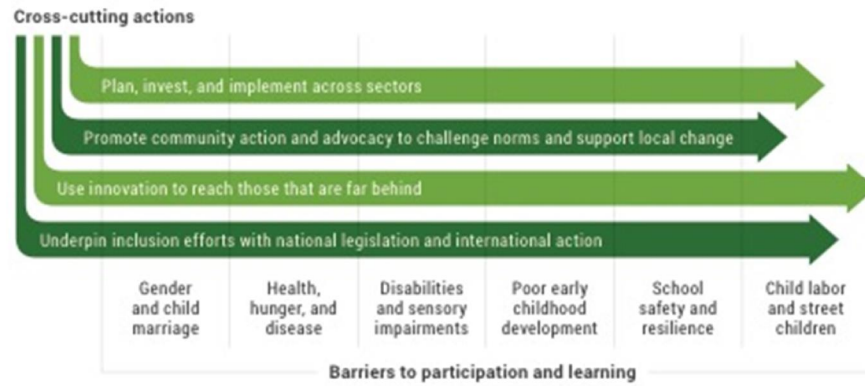 Cross-cutting actions
Plan, invest, and implement across sectors
Promote community action and advocacy to challenge norms and support local change
Use innovation to reach those that are far behind
Underpin inclusion efforts with national legislation and international action
Gender
and child
marriage
Health,
hunger, and
disease
Disabilities
and sensory
impairments
Poor early
childhood
development
School
safety and
resilience
Child labor
and street
children
Barriers to participation and learning